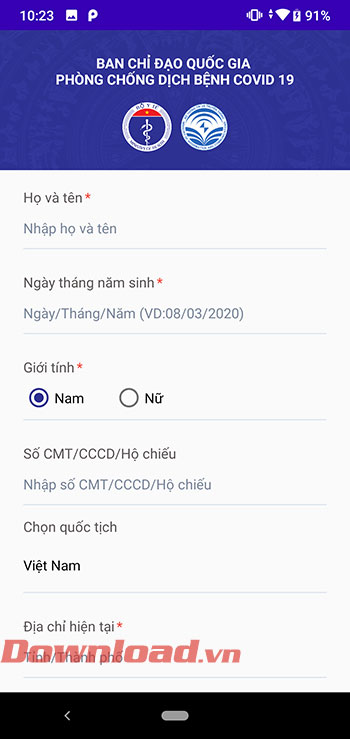 10:23
91%
BAN CHỈ ĐẠO QUỐC GIA
PHÒNG CHỐNG DỊCH BỆNH COVID 19
BỘ Y TẾ
MINISTRY OF HEALTH
Họ và tên *
Nhập họ và tên
Ngày tháng năm sinh *
Ngày/Tháng/Năm (VD:08/03/2020)
Giới tính *
Nam
Nữ
Số CMT/CCCD/Hộ chiếu
Nhập số CMT/CCCD/Hộ chiếu
Chọn quốc tịch
Việt Nam
Địa chỉ hiện tại *
Tỉnh/Thành phố
Download.vn